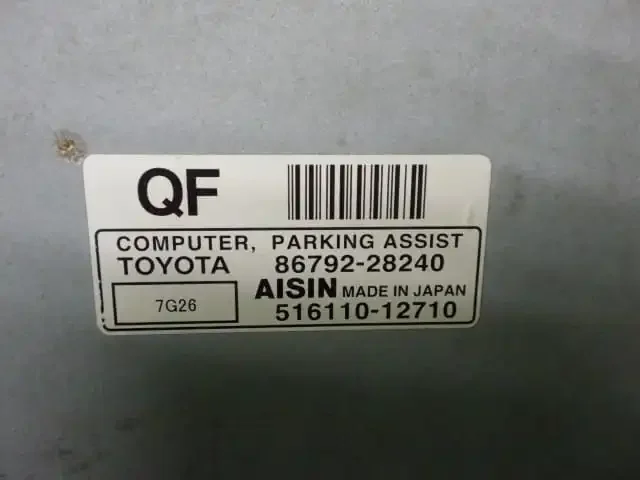 QF
COMPUTER, PARKING ASSIST
TOYOTA 86792-28240
7G26
AISIN MADE IN JAPAN
516110-12710